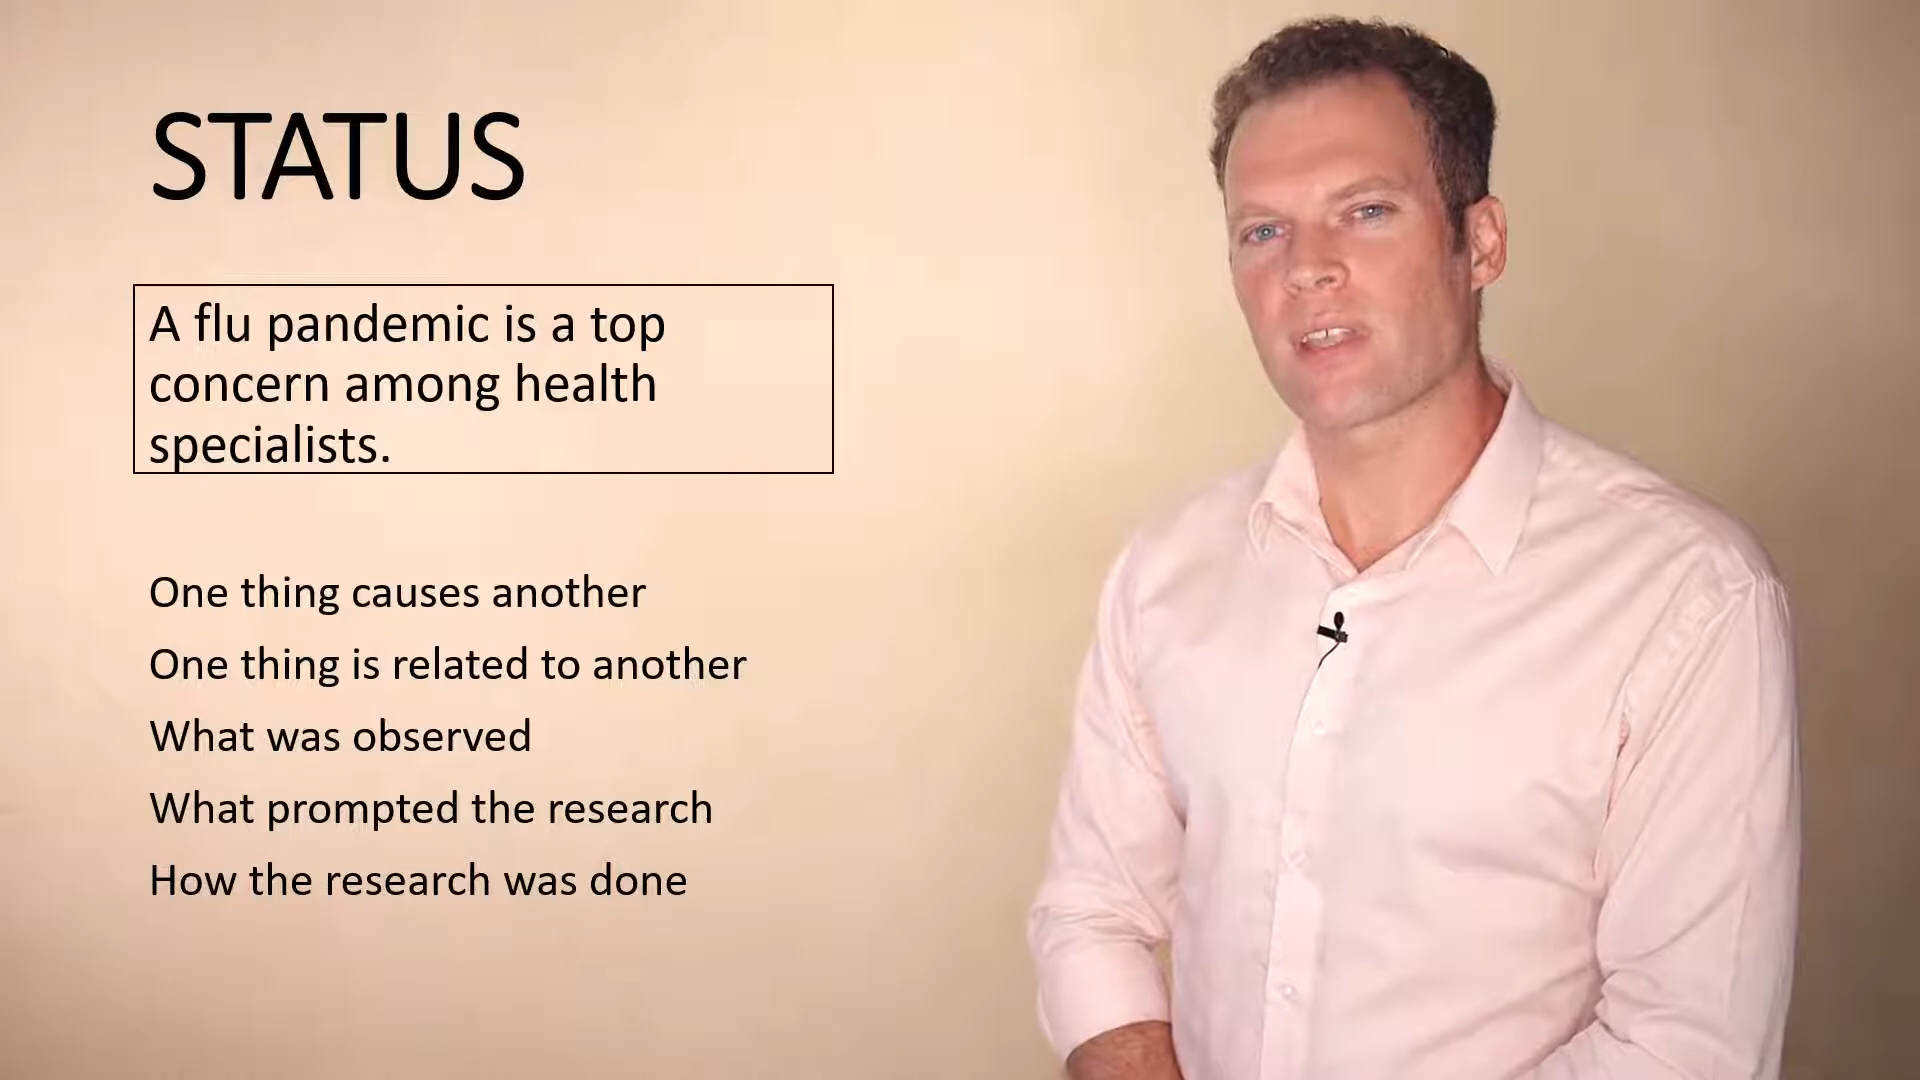 STATUS
A flu pandemic is a top
concern among health
specialists.
One thing causes another
One thing is related to another
What was observed
What prompted the research
How the research was done